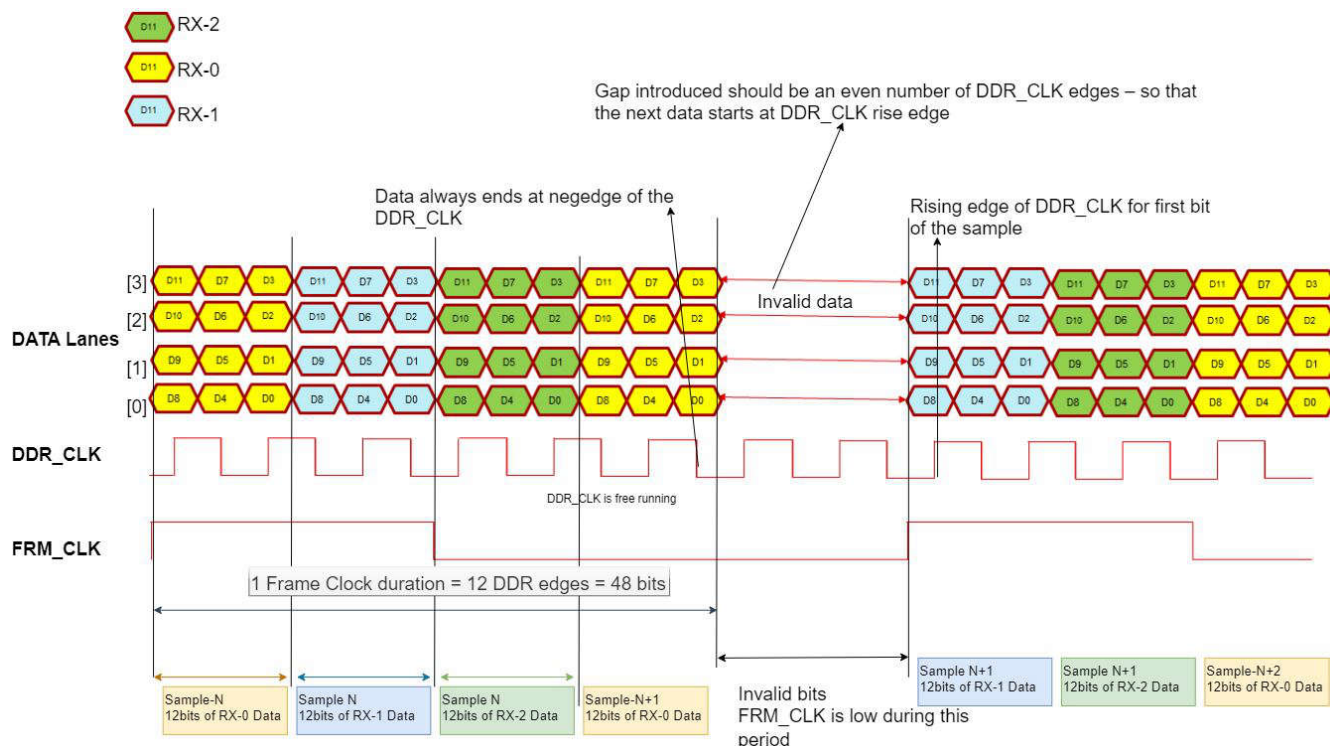 D11 RX-2
D11 RX-0
D11 RX-1
Gap introduced should be an even number of DDR_CLK edges – so that
the next data starts at DDR_CLK rise edge
Data always ends at negedge of the
DDR_CLK
Rising edge of DDR_CLK for first bit
of the sample
[3] D11 D7 D3 D11 D7 D3 D11 D7 D3 D11 D7 D3 D11 D7 D3 D11 D7 D3 D11 D7 D3
Invalid data
[2] D10 D6 D2 D10 D6 D2 D10 D6 D2 D10 D6 D2 D10 D6 D2 D10 D6 D2 D10 D6 D2
DATA Lanes
[1] D9 D5 D1 D9 D5 D1 D9 D5 D1 D9 D5 D1 D9 D5 D1 D9 D5 D1 D9 D5 D1
[0] D8 D4 D0 D8 D4 D0 D8 D4 D0 D8 D4 D0 D8 D4 D0 D8 D4 D0 D8 D4 D0
DDR_CLK
DDR_CLK is free running
FRM_CLK
1 Frame Clock duration = 12 DDR edges = 48 bits
Sample-N
12bits of RX-0 Data
Sample N
12bits of RX-1 Data
Sample N
12bits of RX-2 Data
Sample-N+1
12bits of RX-0 Data
Invalid bits
FRM_CLK is low during this
period
Sample N+1
12bits of RX-1 Data
Sample N+1
12bits of RX-2 Data
Sample-N+2
12bits of RX-0 Data